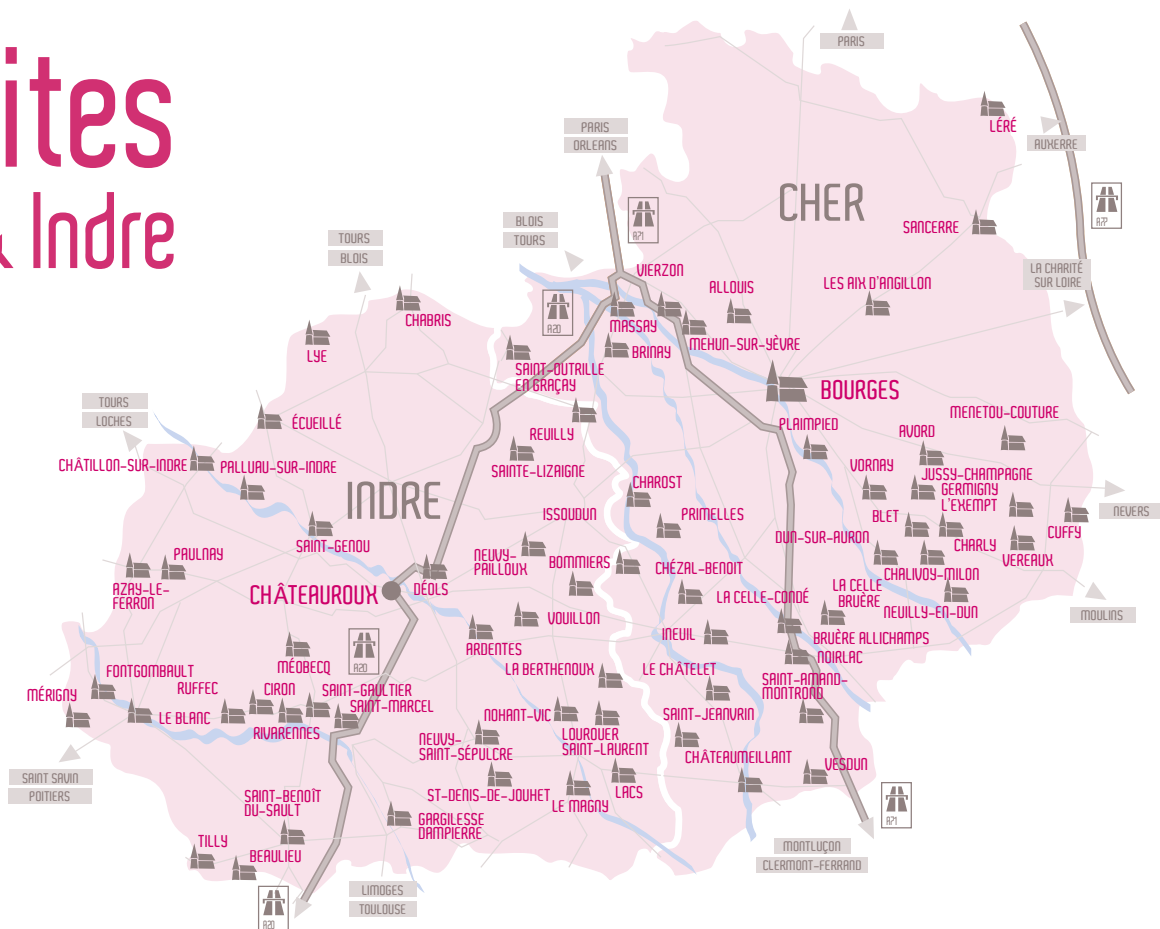 ites
& Indre
PARIS
LÉRÉ
AUXERRE
PARIS
ORLEANS
A77
CHER
A71
BLOIS
TOURS
SANCERRE
TOURS
BLOIS
VIERZON
LA CHARITÉ
SUR LOIRE
ALLOUIS
LES AIX D'ANGILLON
CHABRIS
A20
MASSAY
MEHUN-SUR-YÈVRE
LYE
BRINAY
SAINT-OUTRILLE
EN GRAÇAY
BOURGES
TOURS
LOCHES
ÉCUEILLÉ
MENETOU-COUTURE
PLAIMPIED
AVORD
REUILLY
CHÂTILLON-SUR-INDRE
PALLUAU-SUR-INDRE
SAINTE-LIZAIGNE
VORNAY
JUSSY-CHAMPAGNE
CHAROST
GERMIGNY
L'EXEMPT
INDRE
ISSOUDUN
PRIMELLES
BLET
NEVERS
CUFFY
DUN-SUR-AURON
CHARLY
VEREAUX
SAINT-GENOU
PAULNAY
NEUVY-
PAILLOUX
BOMMIERS
CHÉZAL-BENOIT
CHALIVOY-MILON
AZAY-LE-
FERRON
CHÂTEAUROUX
DÉOLS
LA CELLE-CONDÉ
LA CELLE
BRUÈRE
NEUILLY-EN-DUN
MOULINS
VOUILLON
INEUIL
BRUÈRE ALLICHAMPS
ARDENTES
A20
NOIRLAC
MÉOBECQ
FONTGOMBAULT
LA BERTHENOUX
LE CHÂTELET
SAINT-AMAND-
MONTROND
MÉRIGNY
RUFFEC
CIRON
SAINT-GAULTIER
SAINT-MARCEL
LE BLANC
NOHANT-VIC
SAINT-JEANVRIN
RIVARENNES
NEUVY-
SAINT-SÉPULCRE
LOUROUER
SAINT-LAURENT
CHÂTEAUMEILLANT
VESDUN
SAINT SAVIN
POITIERS
SAINT-BENOÎT
DU-SAULT
ST-DENIS-DE-JOUHET
LE MAGNY
LACS
GARGILESSE
DAMPIERRE
A71
TILLY
BEAULIEU
MONTLUÇON
CLERMONT-FERRAND
LIMOGES
TOULOUSE
A20